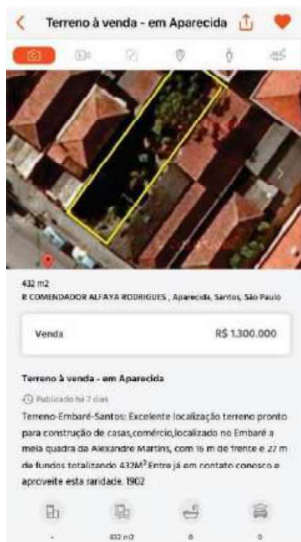 Terreno à venda - em Aparecida
432 m2
R COMENDADOR ALFAYA RODRIGUES , Aparecida, Santos, São Paulo
Venda R$ 1.300.000
Terreno à venda - em Aparecida
Publicado há 7 dias
Terreno-Embaré-Santos: Excelente localização terreno pronto
para construção de casas,comércio,localizado no Embaré a
meia quadra da Alexandre Martins, com 16 m de frente e 27 m
de fundos totalizando 432M² Entre já em contato conosco e
aproveite esta raridade. 1902
- 432 m2 0 0